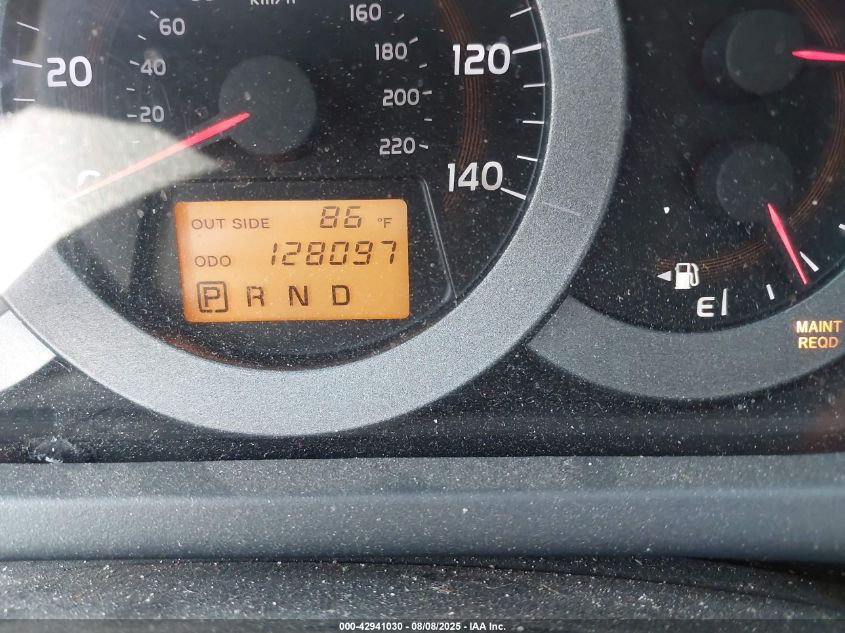 km/h
60
160
20
40
180
120
20
200
220
140
OUT SIDE 86 °F
ODO 128097
P R N D
E
MAINT
REQD
000-42941030 - 08/08/2025 - IAA Inc.